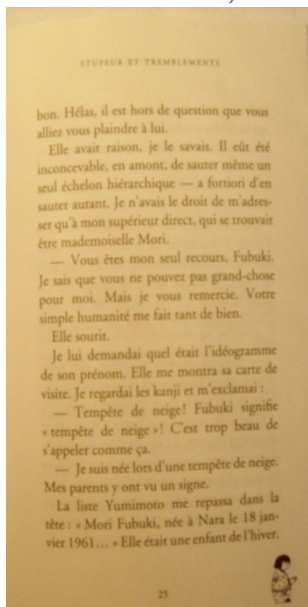 STUPEUR ET TREMBLEMENTS
bon. Hélas, il est hors de question que vous
alliez vous plaindre à lui.
Elle avait raison, je le savais. Il eût été
inconcevable, en amont, de sauter même un
seul échelon hiérarchique — a fortiori d'en
sauter autant. Je n'avais le droit de m'adres-
ser qu'à mon supérieur direct, qui se trouvait
être mademoiselle Mori.
— Vous êtes mon seul recours, Fubuki.
Je sais que vous ne pouvez pas grand-chose
pour moi. Mais je vous remercie. Votre
simple humanité me fait tant de bien.
Elle sourit.
Je lui demandai quel était l'idéogramme
de son prénom. Elle me montra sa carte de
visite. Je regardai les kanji et m'exclamai :
— Tempête de neige! Fubuki signifie
« tempête de neige »! C'est trop beau de
s'appeler comme ça.
— Je suis née lors d'une tempête de neige.
Mes parents y ont vu un signe.
La liste Yumimoto me repassa dans la
tête : « Mori Fubuki, née à Nara le 18 jan-
vier 1961... » Elle était une enfant de l'hiver.
25